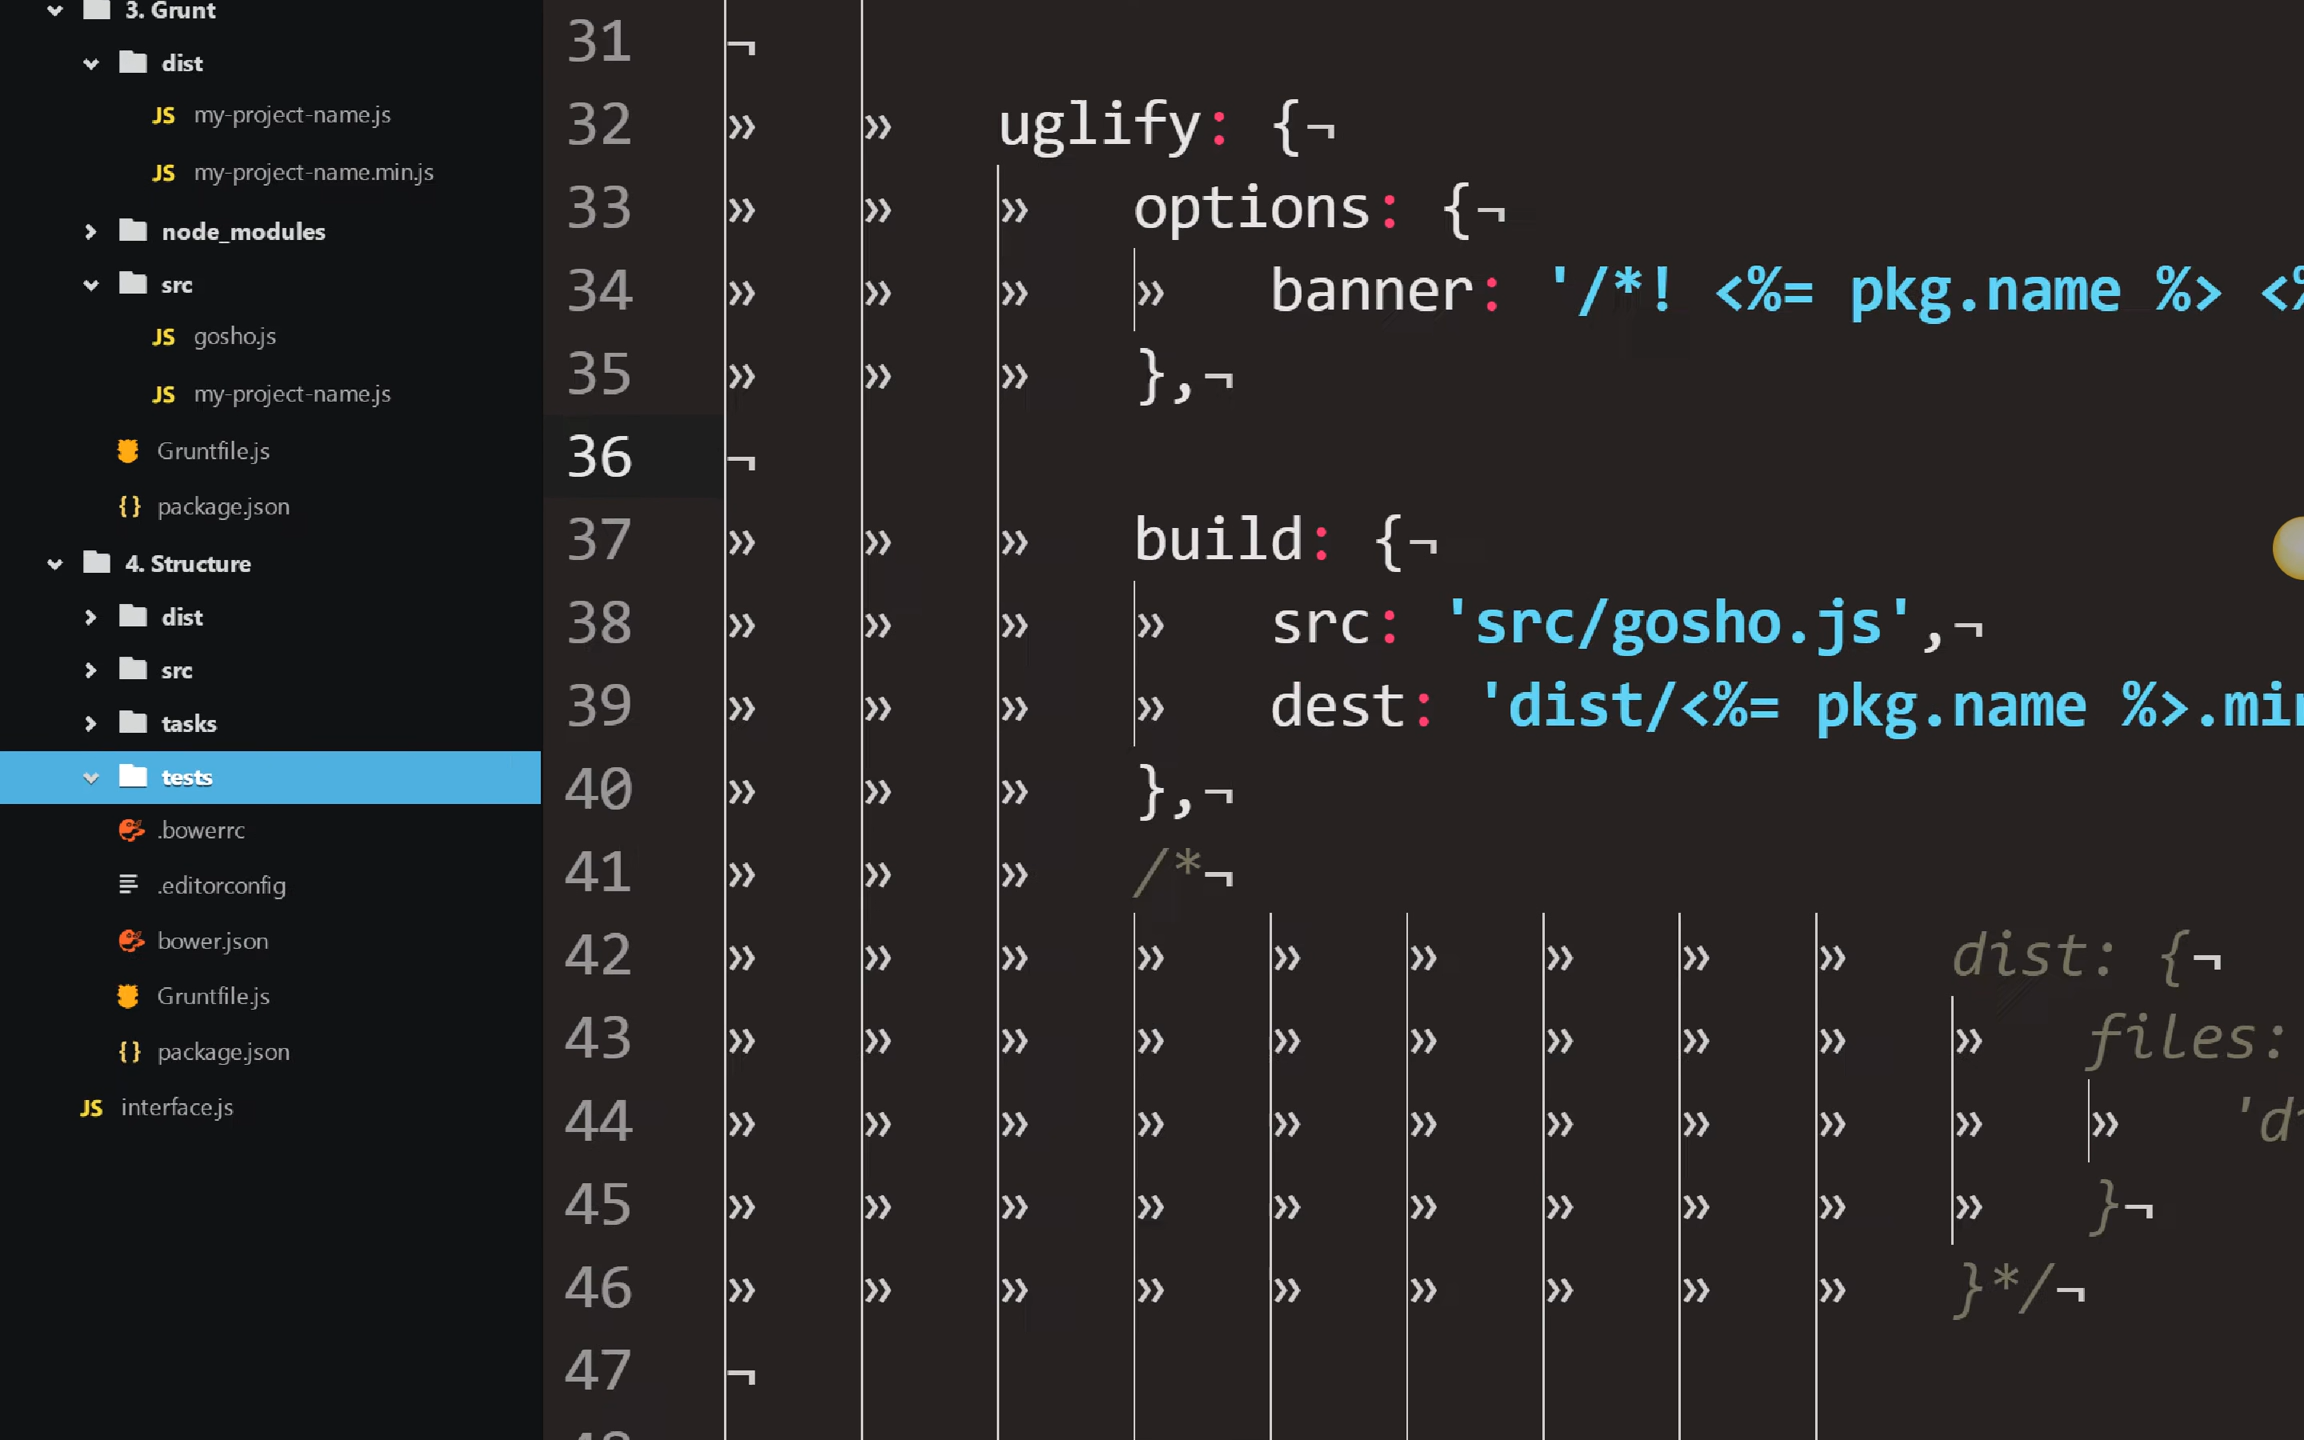 3. Grunt
dist
JS my-project-name.js
JS my-project-name.min.js
node_modules
src
JS gosho.js
JS my-project-name.js
Gruntfile.js
{} package.json
4. Structure
dist
src
tasks
tests
.bowerrc
.editorconfig
bower.json
Gruntfile.js
{} package.json
JS interface.js
31 ¬
32 » » uglify: {¬
33 » » » options: {¬
34 » » » » banner: '/*! <%= pkg.name %> <%
35 » » » },¬
36 ¬
37 » » » build: {¬
38 » » » » src: 'src/gosho.js',¬
39 » » » » dest: 'dist/<%= pkg.name %>.min
40 » » » },¬
41 » » » /*¬
42 » » » » » » » » » dist: {¬
43 » » » » » » » » » » files:
44 » » » » » » » » » » » 'di
45 » » » » » » » » » » }¬
46 » » » » » » » » » }*/¬
47 ¬